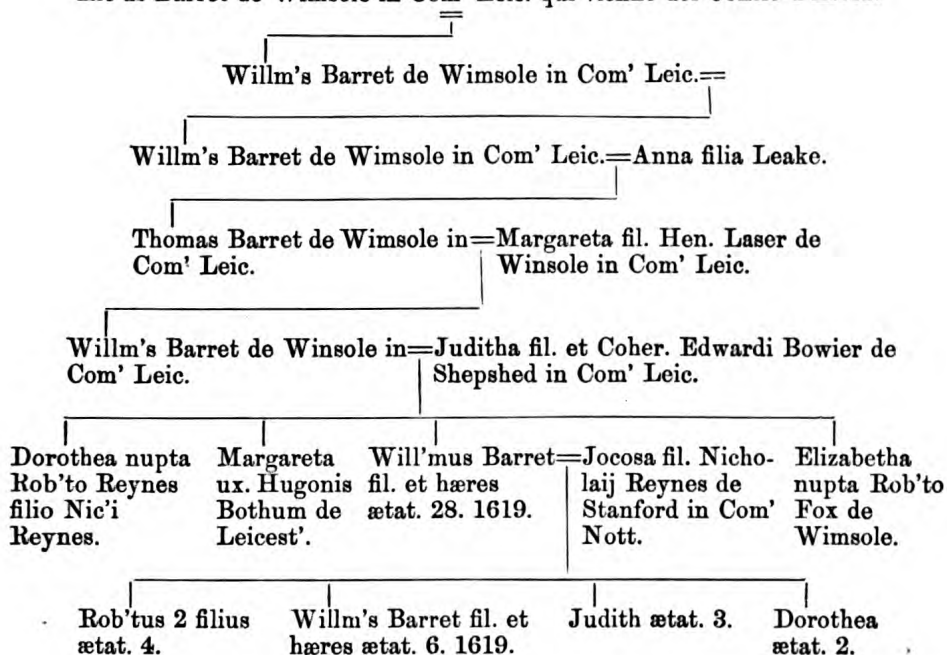 Willm's Barret de Wimsole in Com' Leic.
Willm's Barret de Wimsole in Com' Leic.=Anna filia Leake.
Thomas Barret de Wimsole in=Margareta fil. Hen. Laser de
Com' Leic.
Winsole in Com' Leic.
Willm's Barret de Winsole in=Juditha fil. et Coher. Edwardi Bowier de
Com' Leic.
Shepshed in Com' Leic.
Dorothea nupta
Rob'to Reynes
filio Nic'i
Reynes.
Margareta
ux. Hugonis
Bothum de
Leicest'.
Will'mus Barret=
fil. et hæres
ætat. 28. 1619.
Jocosa fil. Nicho-
laij Reynes de
Stanford in Com'
Nott.
Elizabetha
nupta Rob'to
Fox de
Wimsole.
Rob'tus 2 filius
ætat. 4.
Willm's Barret fil. et
hæres ætat. 6. 1619.
Judith ætat. 3.
Dorothea
ætat. 2.